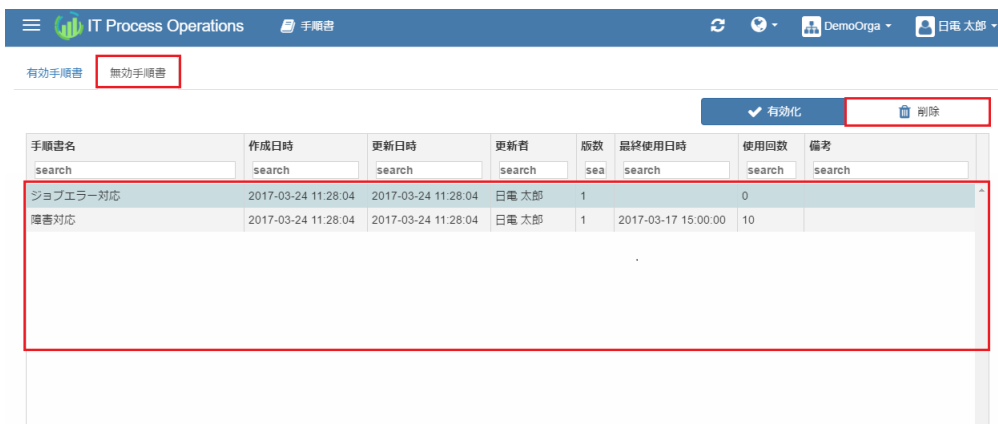 IT Process Operations 手順書 DemoOrga 日電 太郎
有効手順書 無効手順書
有効化 削除
手順書名 作成日時 更新日時 更新者 版数 最終使用日時 使用回数 備考
search search search search sea search search search
ジョブエラー対応 2017-03-24 11:28:04 2017-03-24 11:28:04 日電 太郎 1 0
障害対応 2017-03-24 11:28:04 2017-03-24 11:28:04 日電 太郎 1 2017-03-17 15:00:00 10